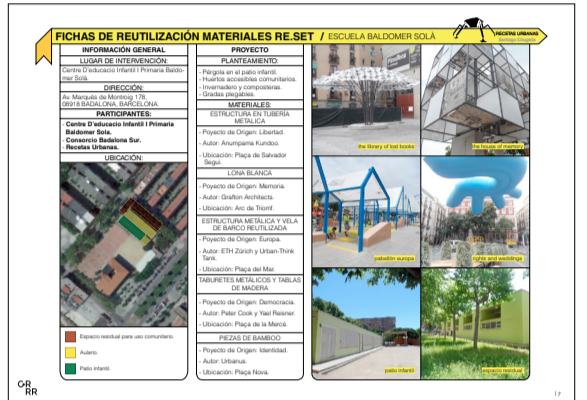 FICHAS DE REUTILIZACIÓN MATERIALES RE.SET / ESCUELA BALDOMER SOLÀ
RECETAS URBANAS
Santiago Cirugeda
INFORMACIÓN GENERAL
LUGAR DE INTERVENCIÓN:
Centre D'educacio Infantil I Primaria Baldo-
mer Solà.
DIRECCIÓN:
Av. Marquès de Montroig 178,
08918 BADALONA, BARCELONA.
PARTICIPANTES:
- Centre D'educacio Infantil I Primaria
Baldomer Sola.
- Consorcio Badalona Sur.
- Recetas Urbanas.
UBICACIÓN:
Espacio residual para uso comunitario.
Aulario.
Patio infantil.
PROYECTO
PLANTEAMIENTO:
- Pérgola en el patio infantil.
- Huertos accesibles comunitarios.
- Invernadero y composteras.
- Gradas plegables.
MATERIALES:
ESTRUCTURA EN TUBERÍA
METÁLICA
- Poyecto de Origen: Libertad.
- Autor: Anumpama Kundoo.
- Ubicación: Plaça de Salvador
Segui.
LONA BLANCA
- Poyecto de Origen: Memoria.
- Autor: Grafton Architects.
- Ubicación: Arc de Triomf.
ESTRUCTURA METÁLICA Y VELA
DE BARCO REUTILIZADA
- Poyecto de Origen: Europa.
- Autor: ETH Zürich y Urban-Think
Tank.
- Ubicación: Plaça del Mar.
TABURETES METÁLICOS Y TABLAS
DE MADERA
- Poyecto de Origen: Democracia.
- Autor: Peter Cook y Yael Reisner.
- Ubicación: Plaça de la Mercè.
PIEZAS DE BAMBOO
- Poyecto de Origen: Identidad.
- Autor: Urbanus.
- Ubicación: Plaça Nova.
the library of lost books
the house of memory
pabellón europa
rights and weddings
patio infantil
espacio residual